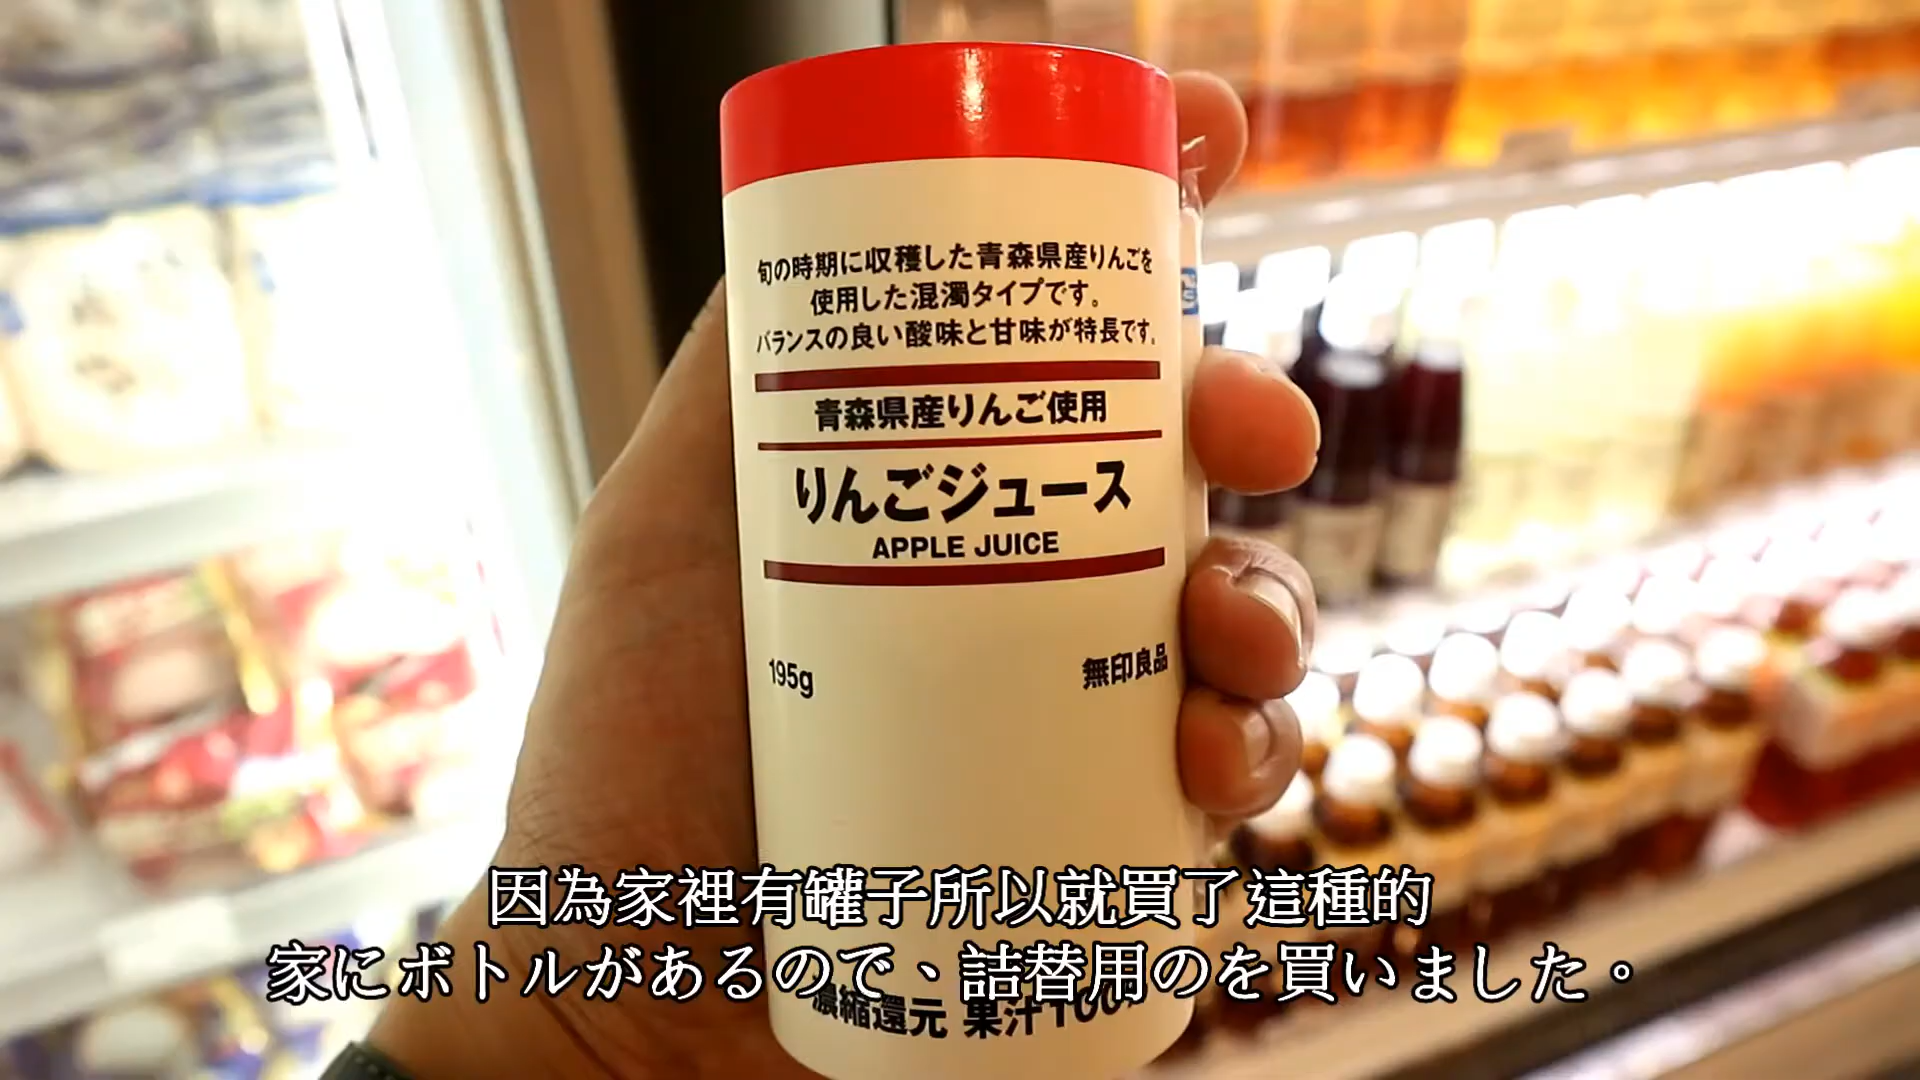 旬の時期に収穫した青森県産りんごを
使用した混濁タイプです。
バランスの良い酸味と甘味が特長です。
青森県産りんご使用
りんごジュース
APPLE JUICE
195g
無印良品
因為家裡有罐子所以就買了這種的
家にボトルがあるので、詰替用のを買いました。
濃縮還元 果汁100